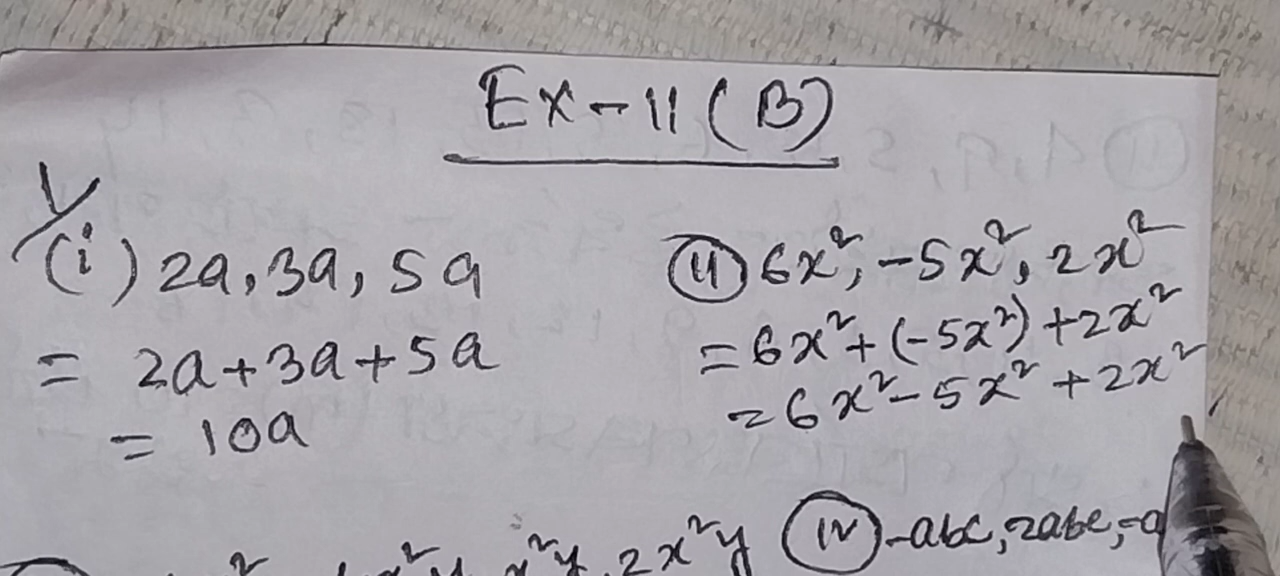 Ex-11 (B)
1/
(i) 2a, 3a, 5a
= 2a+3a+5a
= 10a
(ii) 6x², -5x², 2x²
= 6x² + (-5x²) + 2x²
= 6x² - 5x² + 2x²
x²y, 2x²y
(iv) -abc, 2abc,